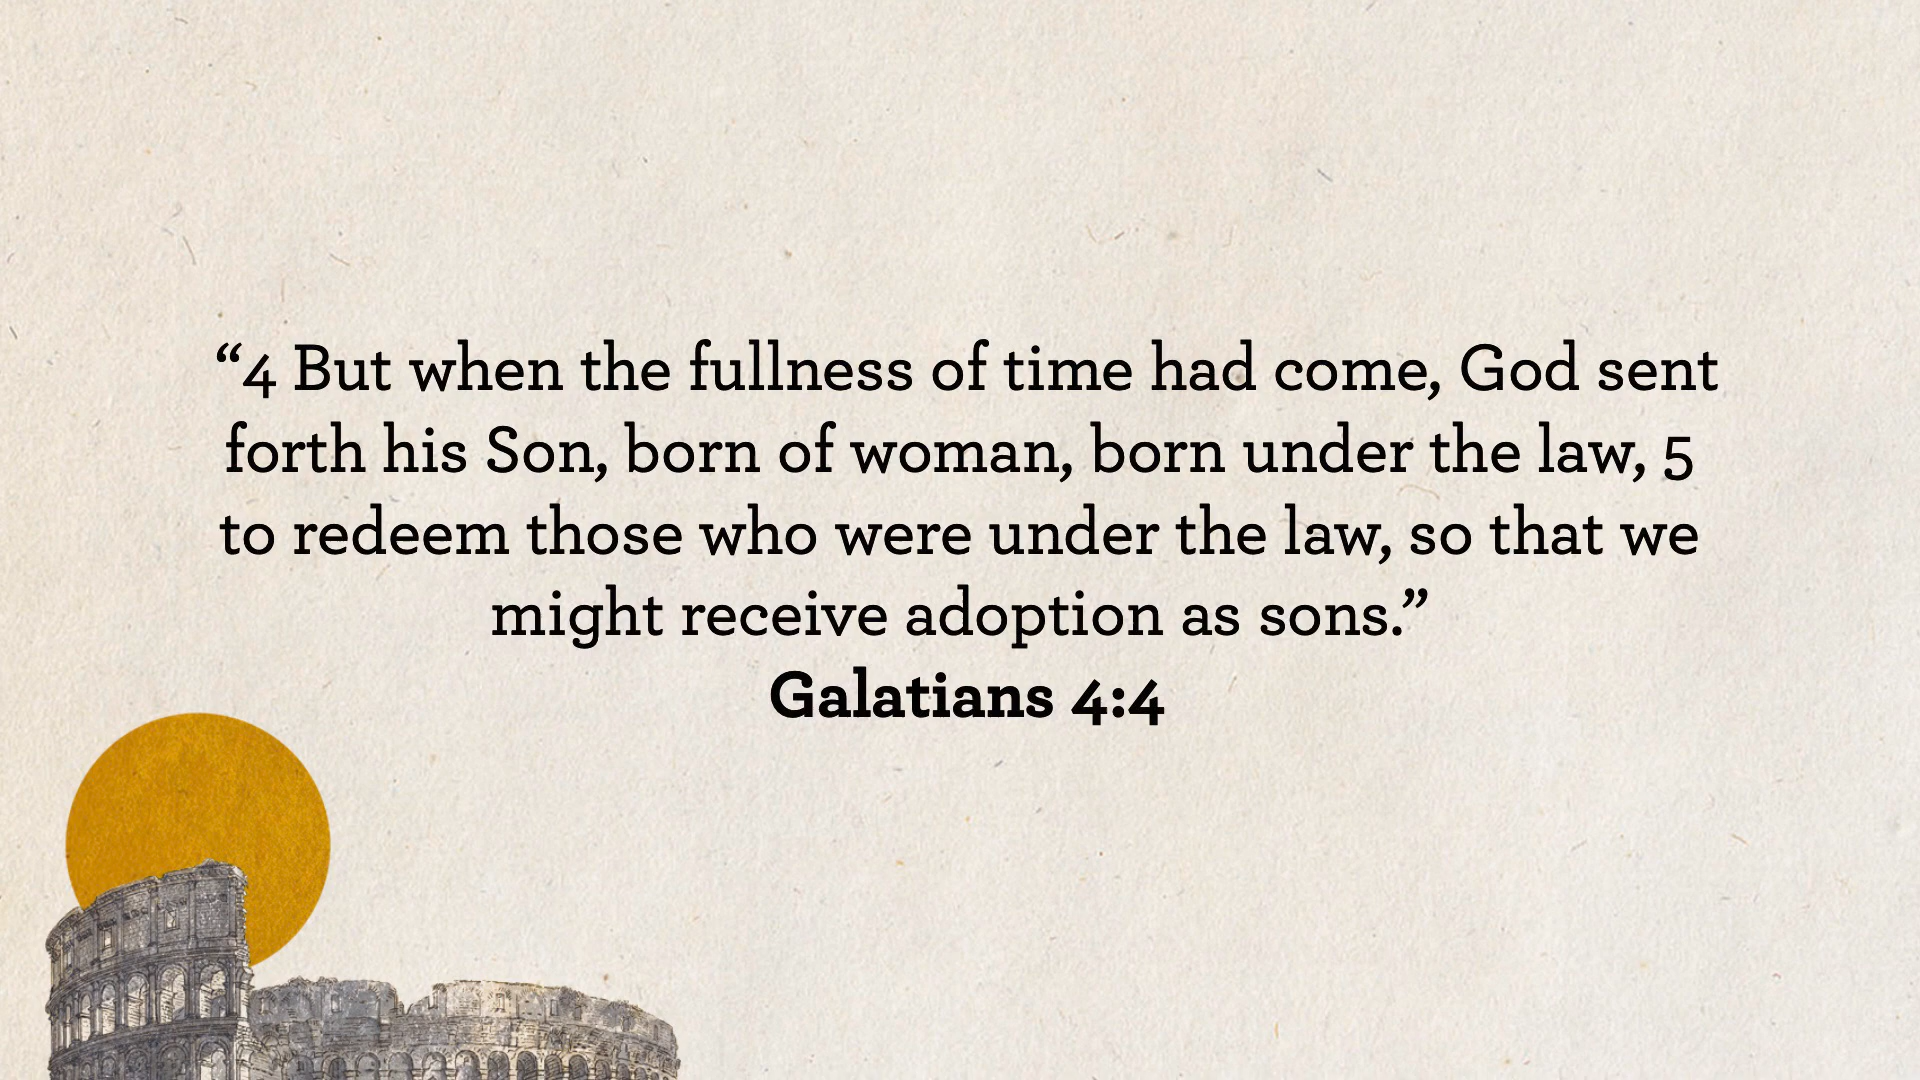 “4 But when the fullness of time had come, God sent
forth his Son, born of woman, born under the law, 5
to redeem those who were under the law, so that we
might receive adoption as sons.”
Galatians 4:4